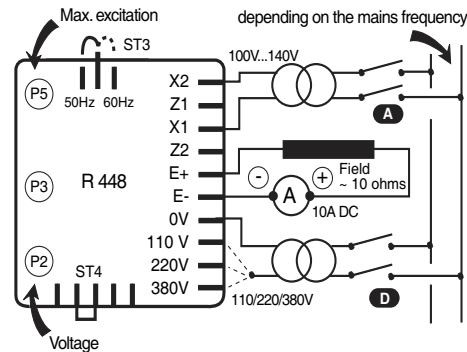 Max. excitation
depending on the mains frequency
ST3
100V...140V
P5
50Hz 60Hz
X2
Z1
X1
A
Z2
P3
R 448
E+
Field
~ 10 ohms
- A +
E-
10A DC
0V
110 V
P2
220V
ST4
380V
110/220/380V
D
Voltage